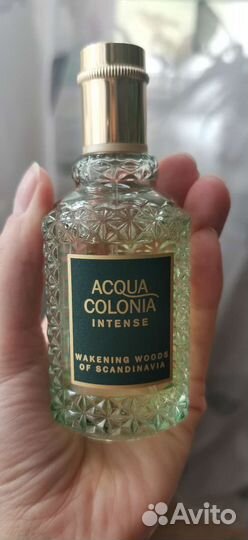 ACQUA
COLONIA
INTENSE
WAKENING WOODS
OF SCANDINAVIA
Avito